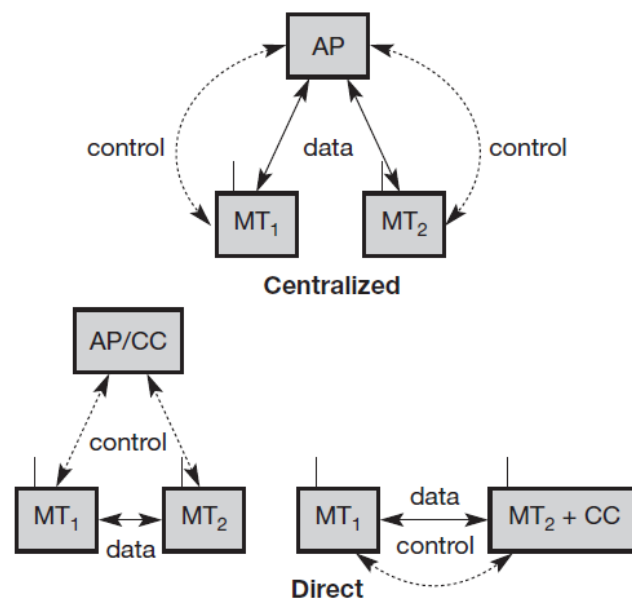 AP
control
data
control
MT₁
MT₂
Centralized
AP/CC
control
MT₁
MT₂
data
MT₁
data
control
MT₂ + CC
Direct